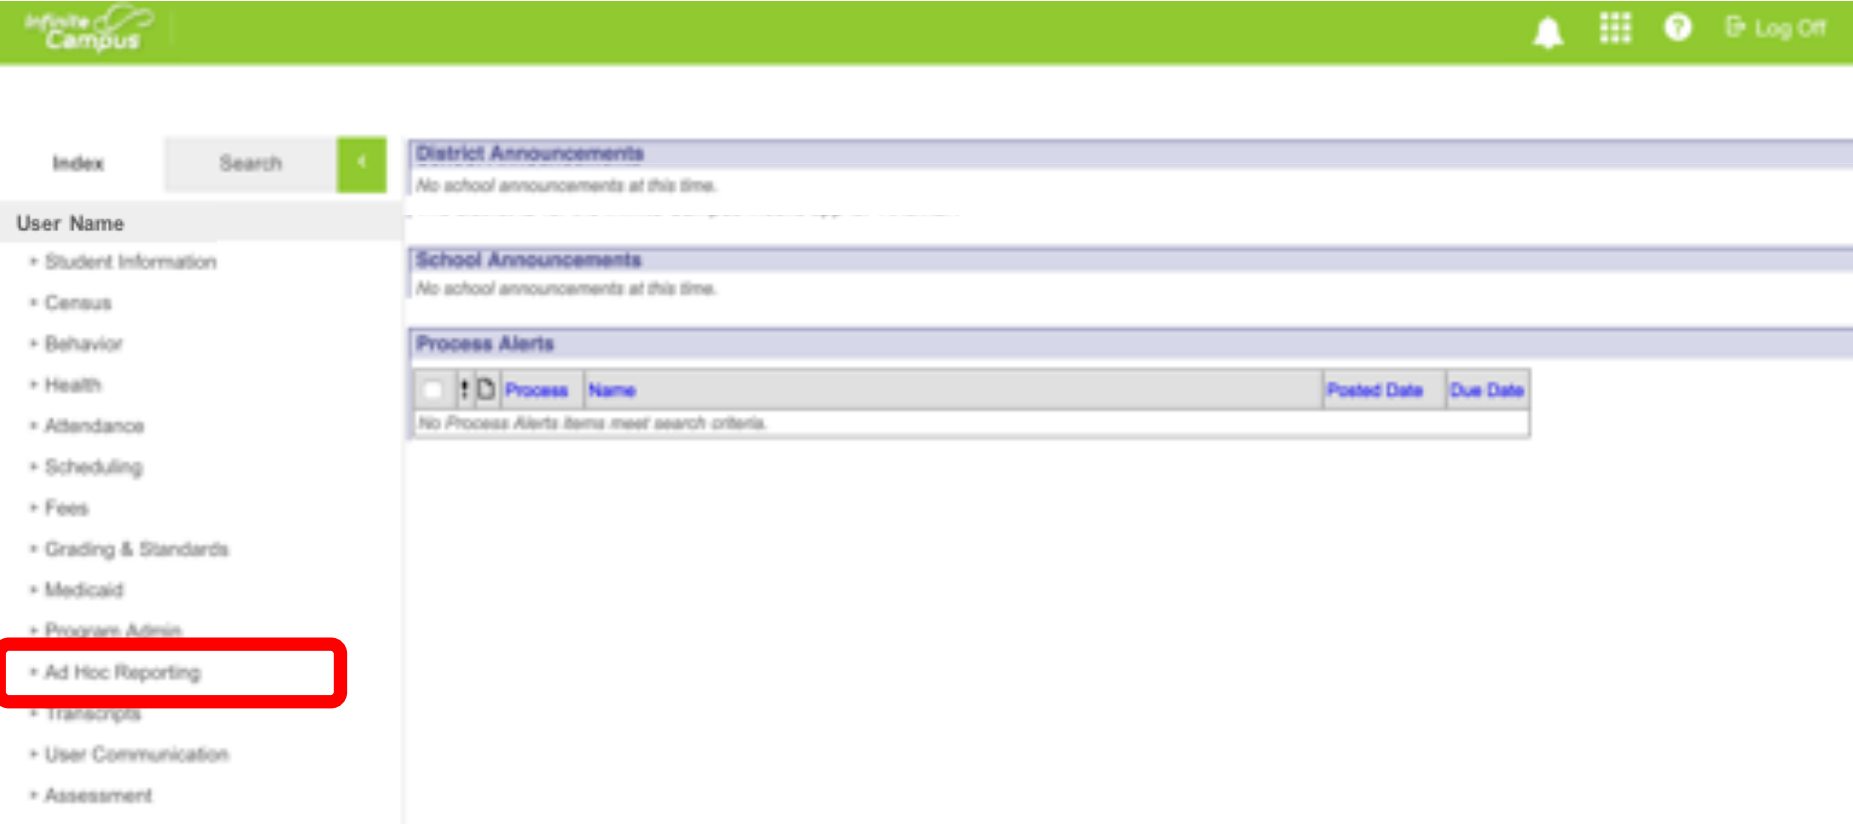 Infinite
Campus
? Log Off
Index Search
User Name
Student Information
Census
Behavior
Health
Attendance
Scheduling
Fees
Grading & Standards
Medicaid
Program Admin
Ad Hoc Reporting
Transcripts
User Communication
Assessment
District Announcements
No school announcements at this time.
School Announcements
No school announcements at this time.
Process Alerts
! Process Name Posted Date Due Date
No Process Alerts items meet search criteria.